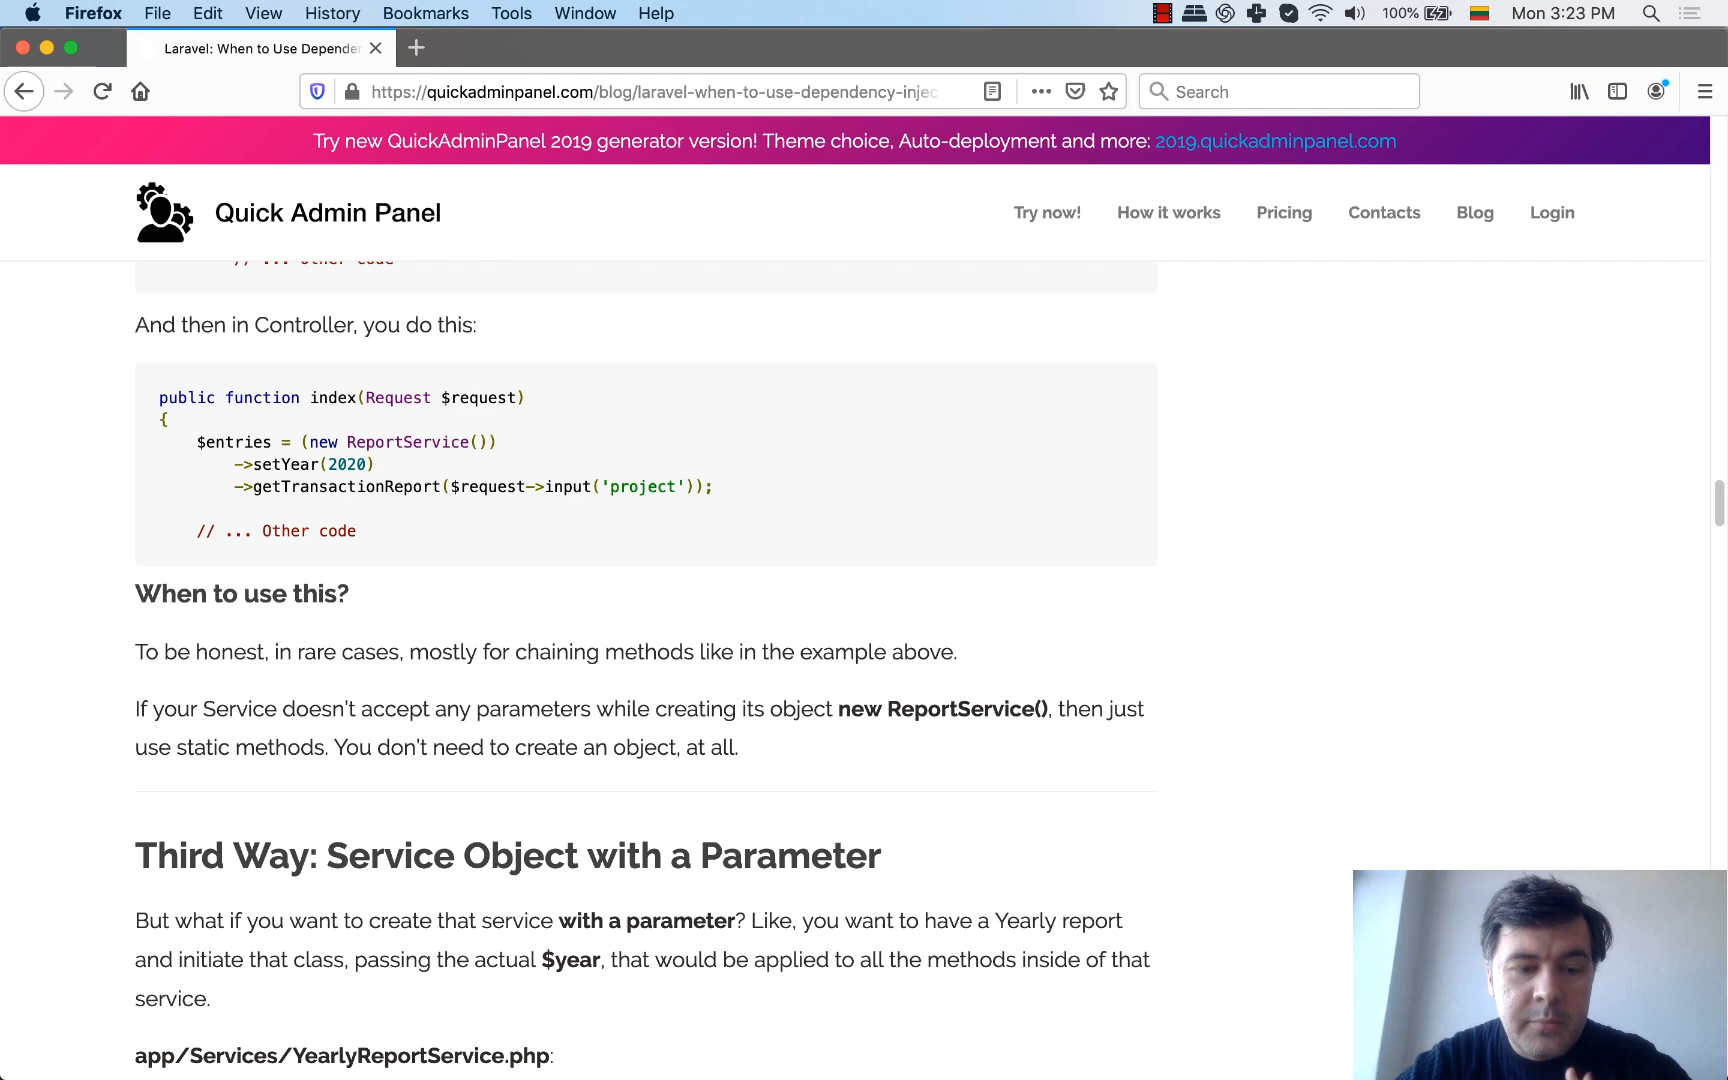 Firefox File Edit View History Bookmarks Tools Window Help 100% Mon 3:23 PM
Laravel: When to Use Depender
https://quickadminpanel.com/blog/laravel-when-to-use-dependency-injec Search
Try new QuickAdminPanel 2019 generator version! Theme choice, Auto-deployment and more: 2019.quickadminpanel.com
Quick Admin Panel Try now! How it works Pricing Contacts Blog Login
// ... Other code
And then in Controller, you do this:
public function index(Request $request)
{
$entries = (new ReportService())
->setYear(2020)
->getTransactionReport($request->input('project'));
// ... Other code
When to use this?
To be honest, in rare cases, mostly for chaining methods like in the example above.
If your Service doesn't accept any parameters while creating its object new ReportService(), then just
use static methods. You don't need to create an object, at all.
Third Way: Service Object with a Parameter
But what if you want to create that service with a parameter? Like, you want to have a Yearly report
and initiate that class, passing the actual $year, that would be applied to all the methods inside of that
service.
app/Services/YearlyReportService.php: